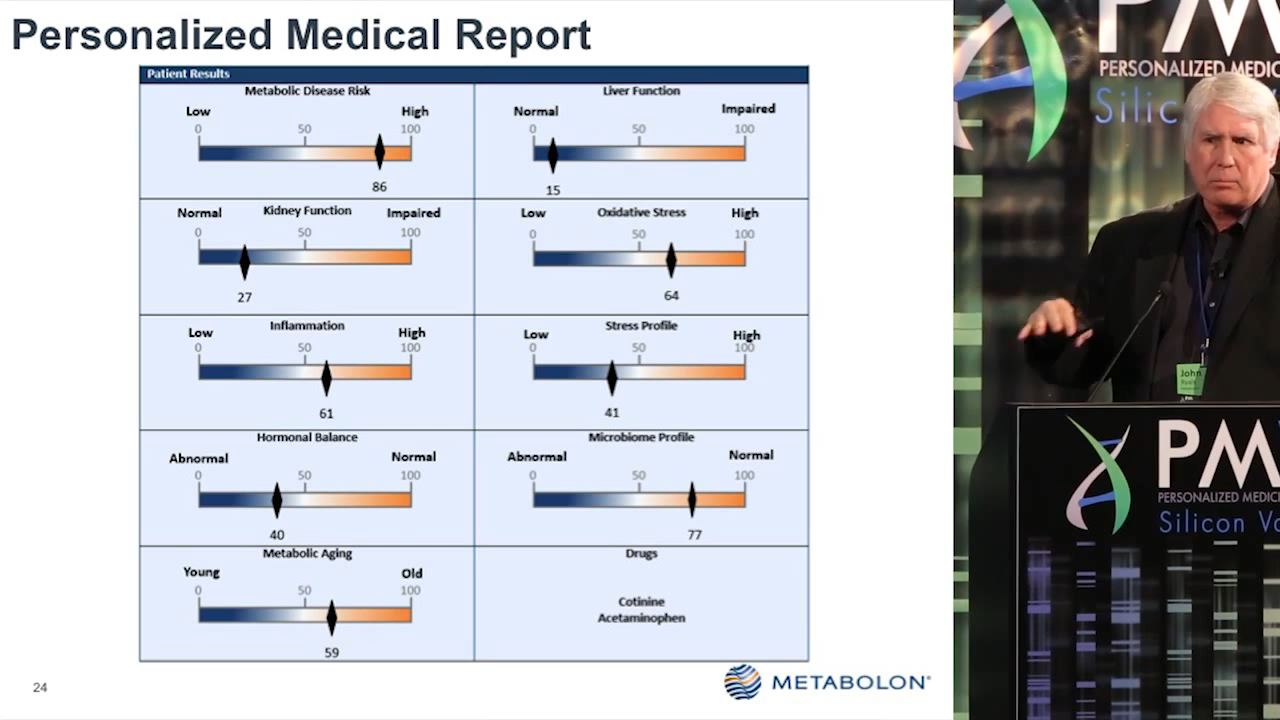 Personalized Medical Report
Patient Results
Metabolic Disease Risk
Low High
0 50 100
86
Liver Function
Normal Impaired
0 50 100
15
Kidney Function
Normal Impaired
0 50 100
27
Oxidative Stress
Low High
0 50 100
64
Inflammation
Low High
0 50 100
61
Stress Profile
Low High
0 50 100
41
Hormonal Balance
Abnormal Normal
0 50 100
40
Microbiome Profile
Abnormal Normal
0 50 100
77
Metabolic Aging
Young Old
0 50 100
59
Drugs
Cotinine
Acetaminophen
24
METABOLON®
PM
PERSONALIZED MEDIC
Silic
John
PM
PERSONALIZED MEDICI
Silicon Va